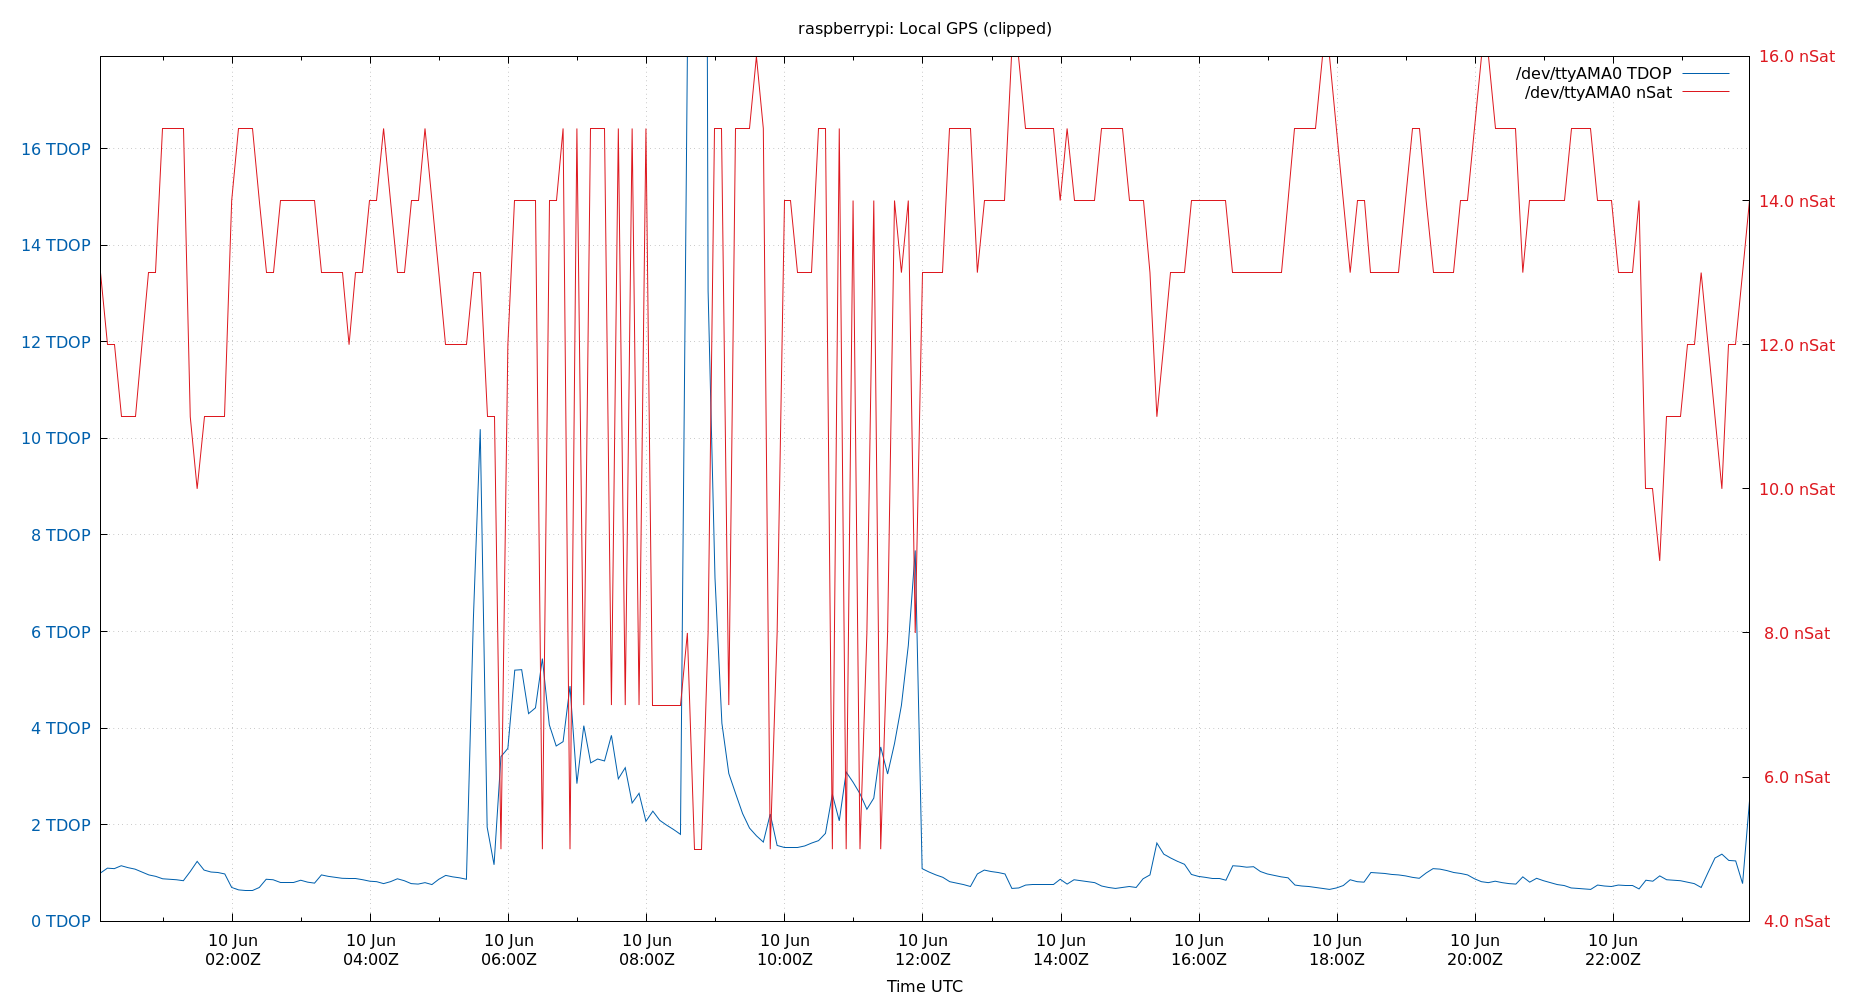 raspberrypi: Local GPS (clipped)
/dev/ttyAMA0 TDOP
/dev/ttyAMA0 nSat
16 TDOP
14 TDOP
12 TDOP
10 TDOP
8 TDOP
6 TDOP
4 TDOP
2 TDOP
0 TDOP
16.0 nSat
14.0 nSat
12.0 nSat
10.0 nSat
8.0 nSat
6.0 nSat
4.0 nSat
10 Jun
02:00Z
10 Jun
04:00Z
10 Jun
06:00Z
10 Jun
08:00Z
10 Jun
10:00Z
10 Jun
12:00Z
10 Jun
14:00Z
10 Jun
16:00Z
10 Jun
18:00Z
10 Jun
20:00Z
10 Jun
22:00Z
Time UTC